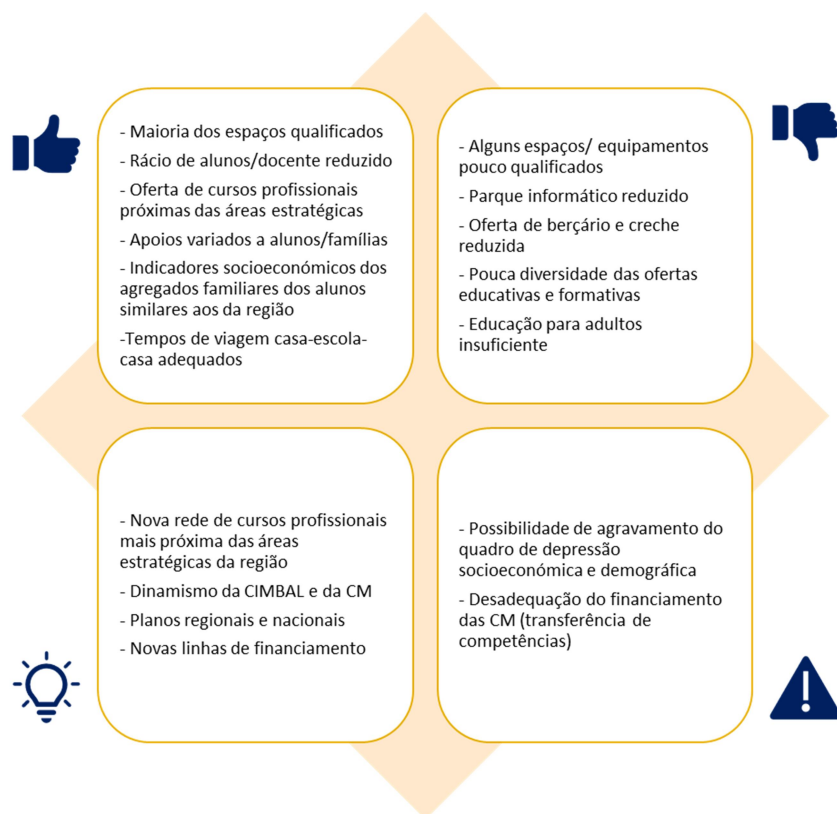 - Maioria dos espaços qualificados
- Rácio de alunos/docente reduzido
- Oferta de cursos profissionais
próximas das áreas estratégicas
- Apoios variados a alunos/famílias
- Indicadores socioeconómicos dos
agregados familiares dos alunos
similares aos da região
-Tempos de viagem casa-escola-
casa adequados
- Alguns espaços/ equipamentos
pouco qualificados
- Parque informático reduzido
- Oferta de berçário e creche
reduzida
- Pouca diversidade das ofertas
educativas e formativas
- Educação para adultos
insuficiente
- Nova rede de cursos profissionais
mais próxima das áreas
estratégicas da região
- Dinamismo da CIMBAL e da CM
- Planos regionais e nacionais
- Novas linhas de financiamento
- Possibilidade de agravamento do
quadro de depressão
socioeconómica e demográfica
- Desadequação do financiamento
das CM (transferência de
competências)